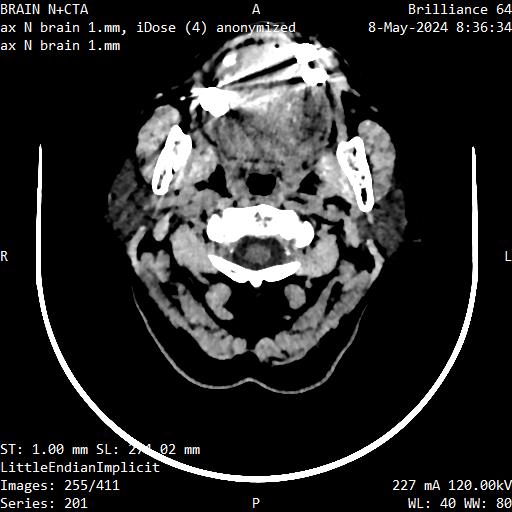 BRAIN N+CTA
A
Brilliance 64
ax N brain 1.mm, iDose (4) anonymized
8-May-2024 8:36:34
ax N brain 1.mm
R
L
ST: 1.00 mm SL: mm
LittleEndianImplicit
Images: 255/411
227 mA 120.00kV
Series: 201
P
WL: 40 WW: 80